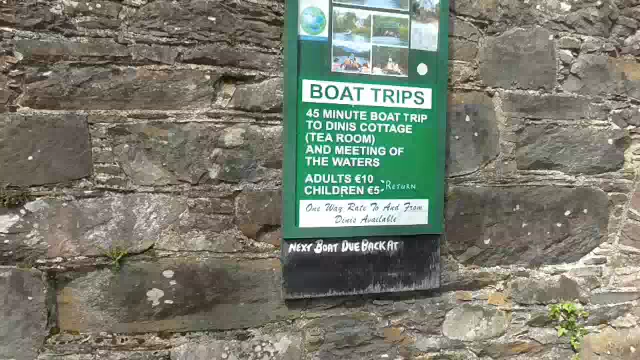 BOAT TRIPS
45 MINUTE BOAT TRIP
TO DINIS COTTAGE
(TEA ROOM)
AND MEETING OF
THE WATERS
ADULTS €10
CHILDREN €5 - RETURN
One Way Rate To And From
Dinis Available
NEXT BOAT DUE BACK AT